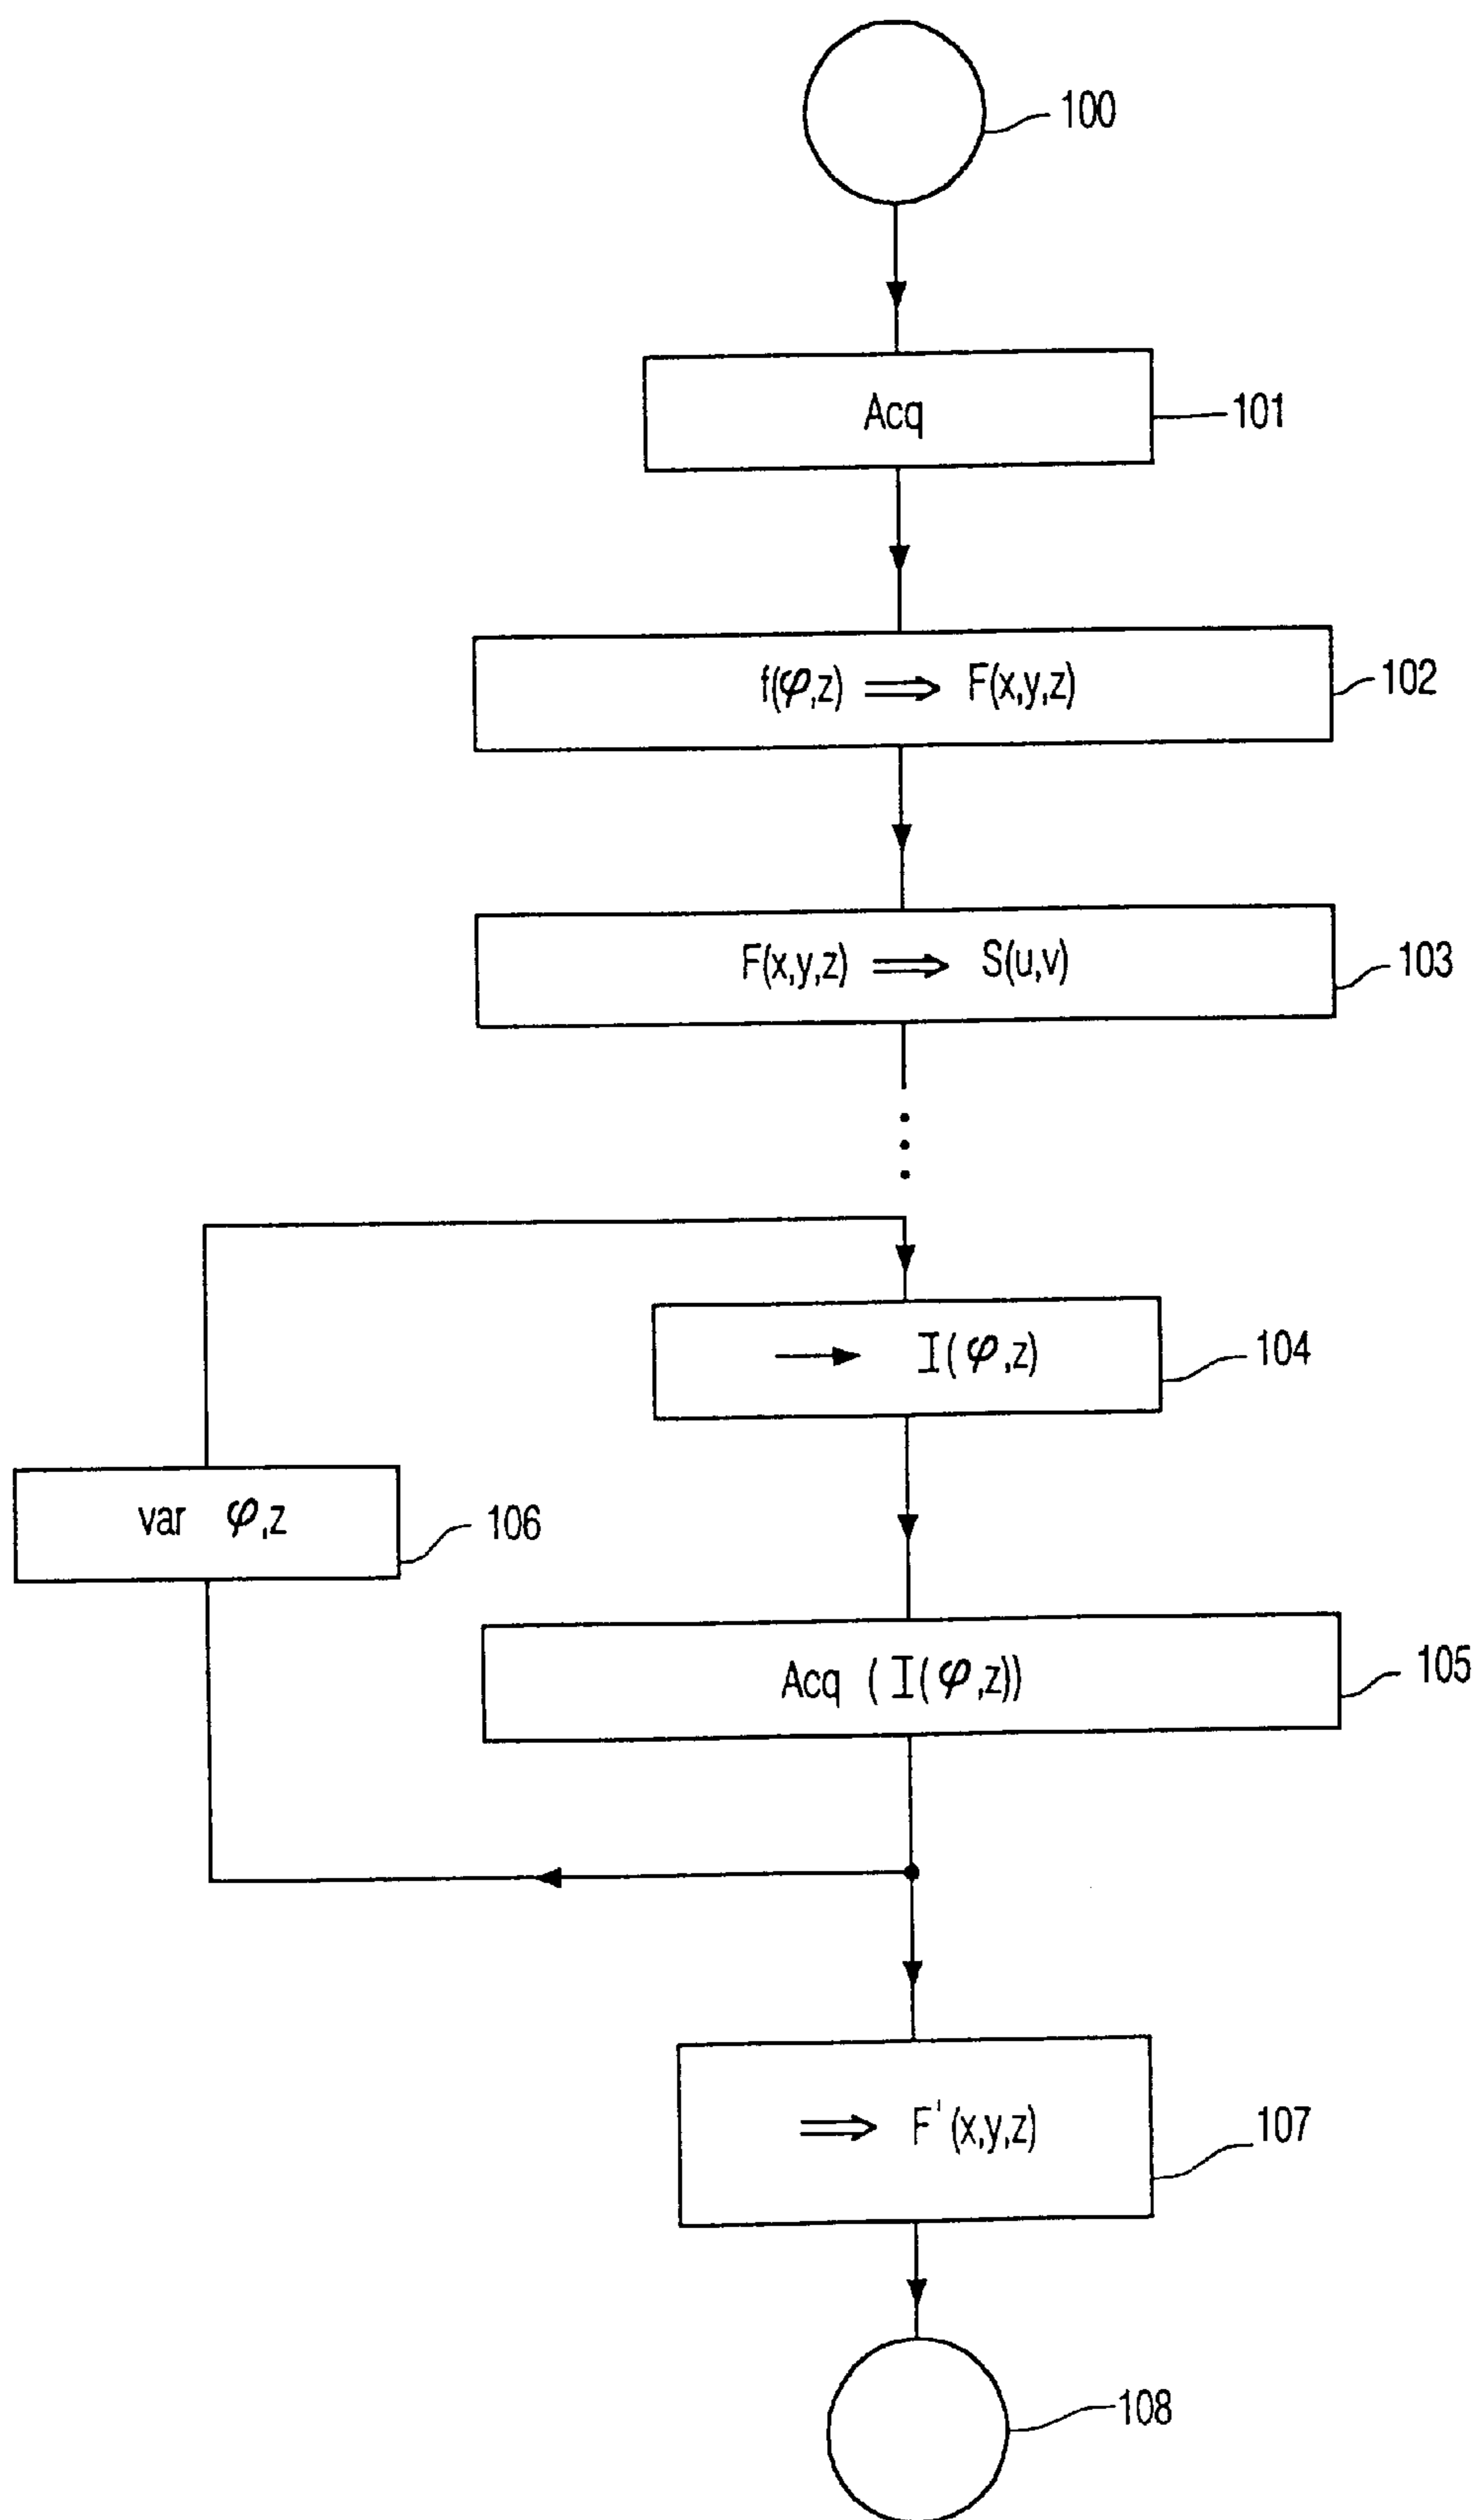 100
Acq
101
f(φ,z) ⟹ F(x,y,z)
102
F(x,y,z) ⟹ S(u,v)
103
→ I(φ,z)
104
var φ,z
106
Acq (I(φ,z))
105
⟹ F'(x,y,z)
107
108